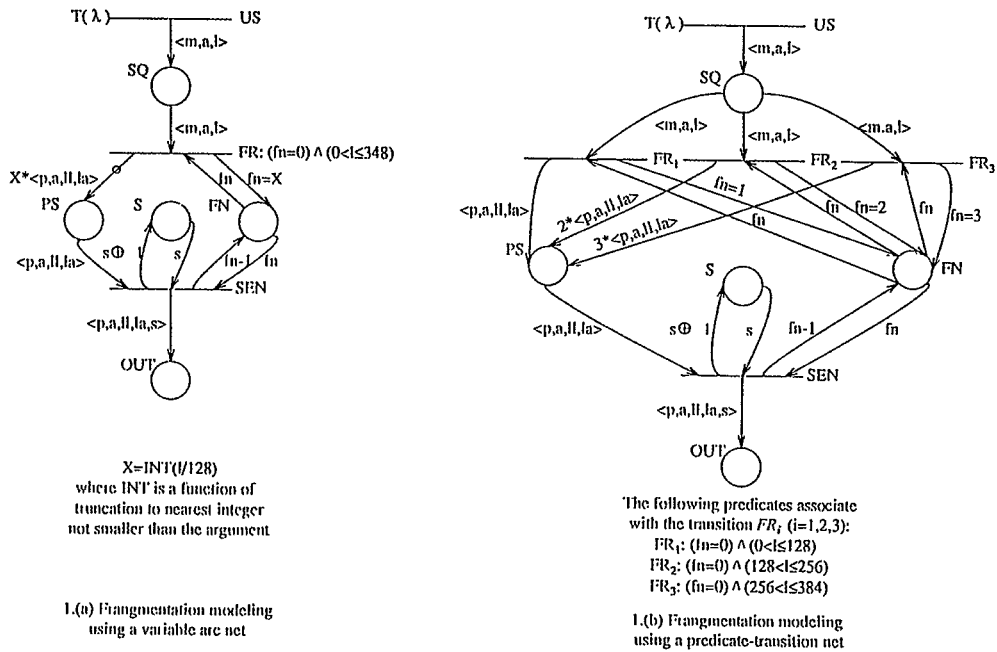 T(λ) US
<m,a,l>
SQ
<m,a,l>
FR: (fn=0) ∧ (0<l≤348)
X*<p,a,ll,la>
fn
fn=X
PS
S
FN
<p,a,ll,la>
s⊕ 1
s
fn-1
fn
SEN
<p,a,ll,la,s>
OUT
X=INT(l/128)
where INT is a function of
truncation to nearest integer
not smaller than the argument
1.(a) Frangmentation modeling
using a variable arc net
T(λ) US
<m,a,l>
SQ
<m,a,l>
<m,a,l>
<m,a,l>
FR1
FR2
FR3
<p,a,ll,la>
2*<p,a,ll,la>
3*<p,a,ll,la>
fn=1
fn
fn
fn=2
fn
fn=3
PS
S
FN
<p,a,ll,la>
s⊕ 1
s
fn-1
fn
SEN
<p,a,ll,la,s>
OUT
The following predicates associate
with the transition FRi (i=1,2,3):
FR1: (fn=0) ∧ (0<l≤128)
FR2: (fn=0) ∧ (128<l≤256)
FR3: (fn=0) ∧ (256<l≤384)
1.(b) Frangmentation modeling
using a predicate-transition net